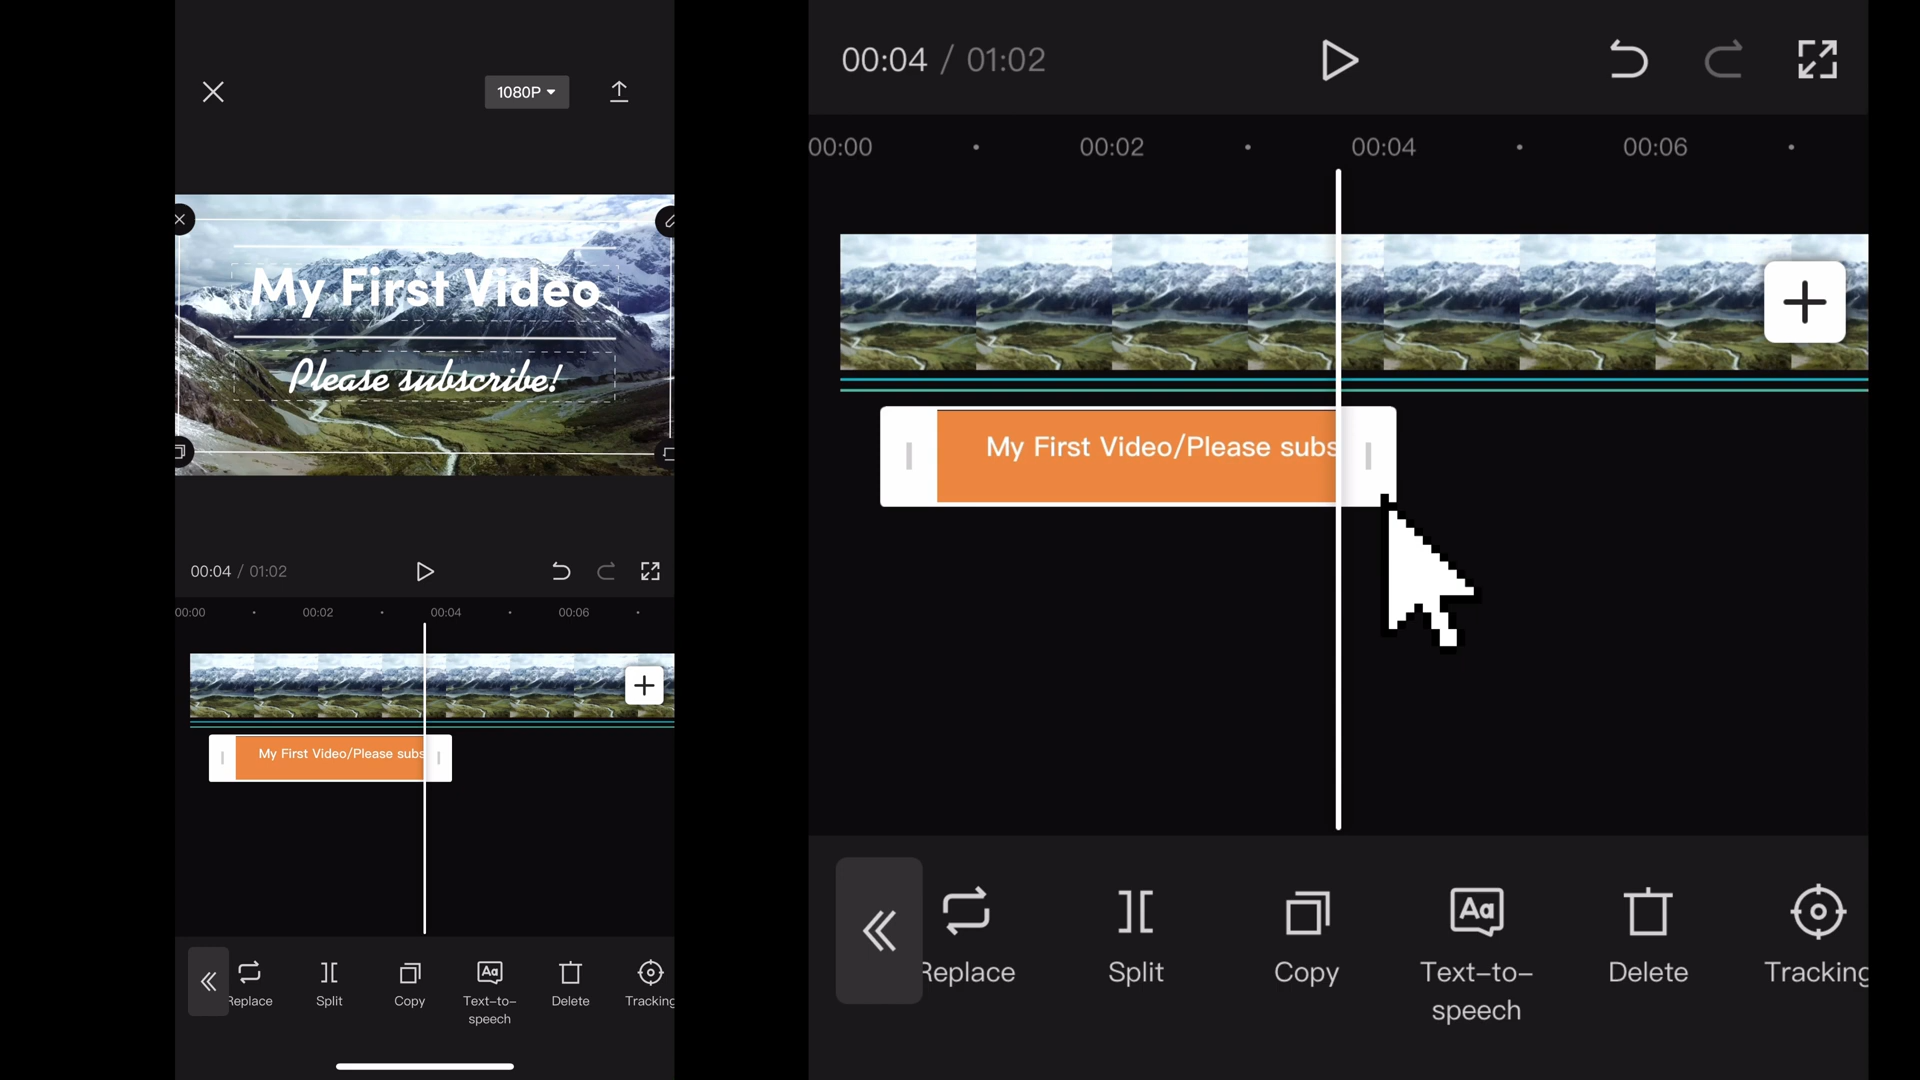 1080P
My First Video
Please subscribe!
00:04 / 01:02
00:00 00:02 00:04 00:06
My First Video/Please subs
Replace Split Copy Text-to-speech Delete Tracking
00:04 / 01:02
00:00 00:02 00:04 00:06
My First Video/Please subs
Aa
Replace Split Copy Text-to-
speech Delete Tracking